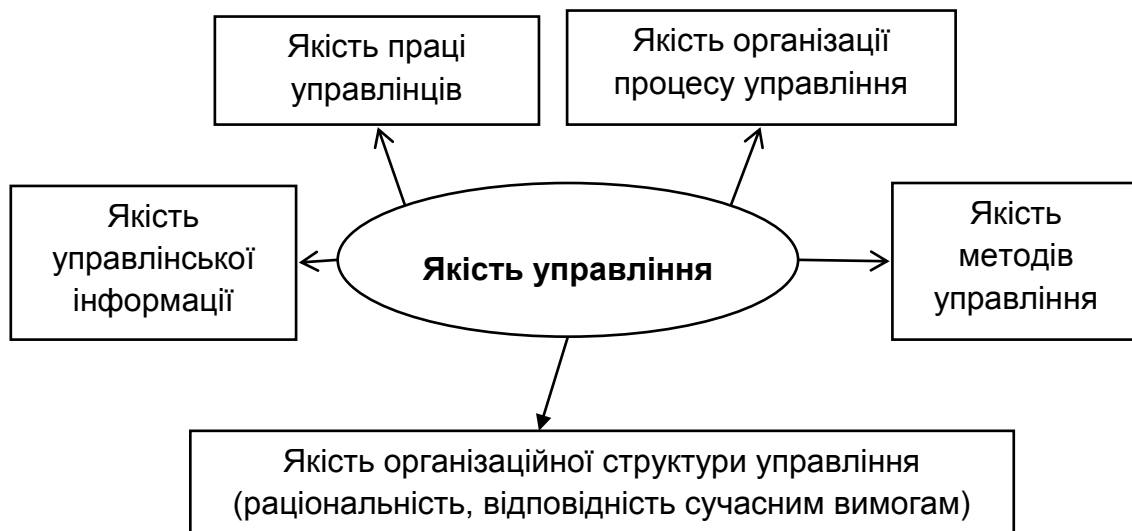 Якість праці
управлінців
Якість організації
процесу управління
Якість
управлінської
інформації
Якість управління
Якість
методів
управління
Якість організаційної структури управління
(раціональність, відповідність сучасним вимогам)